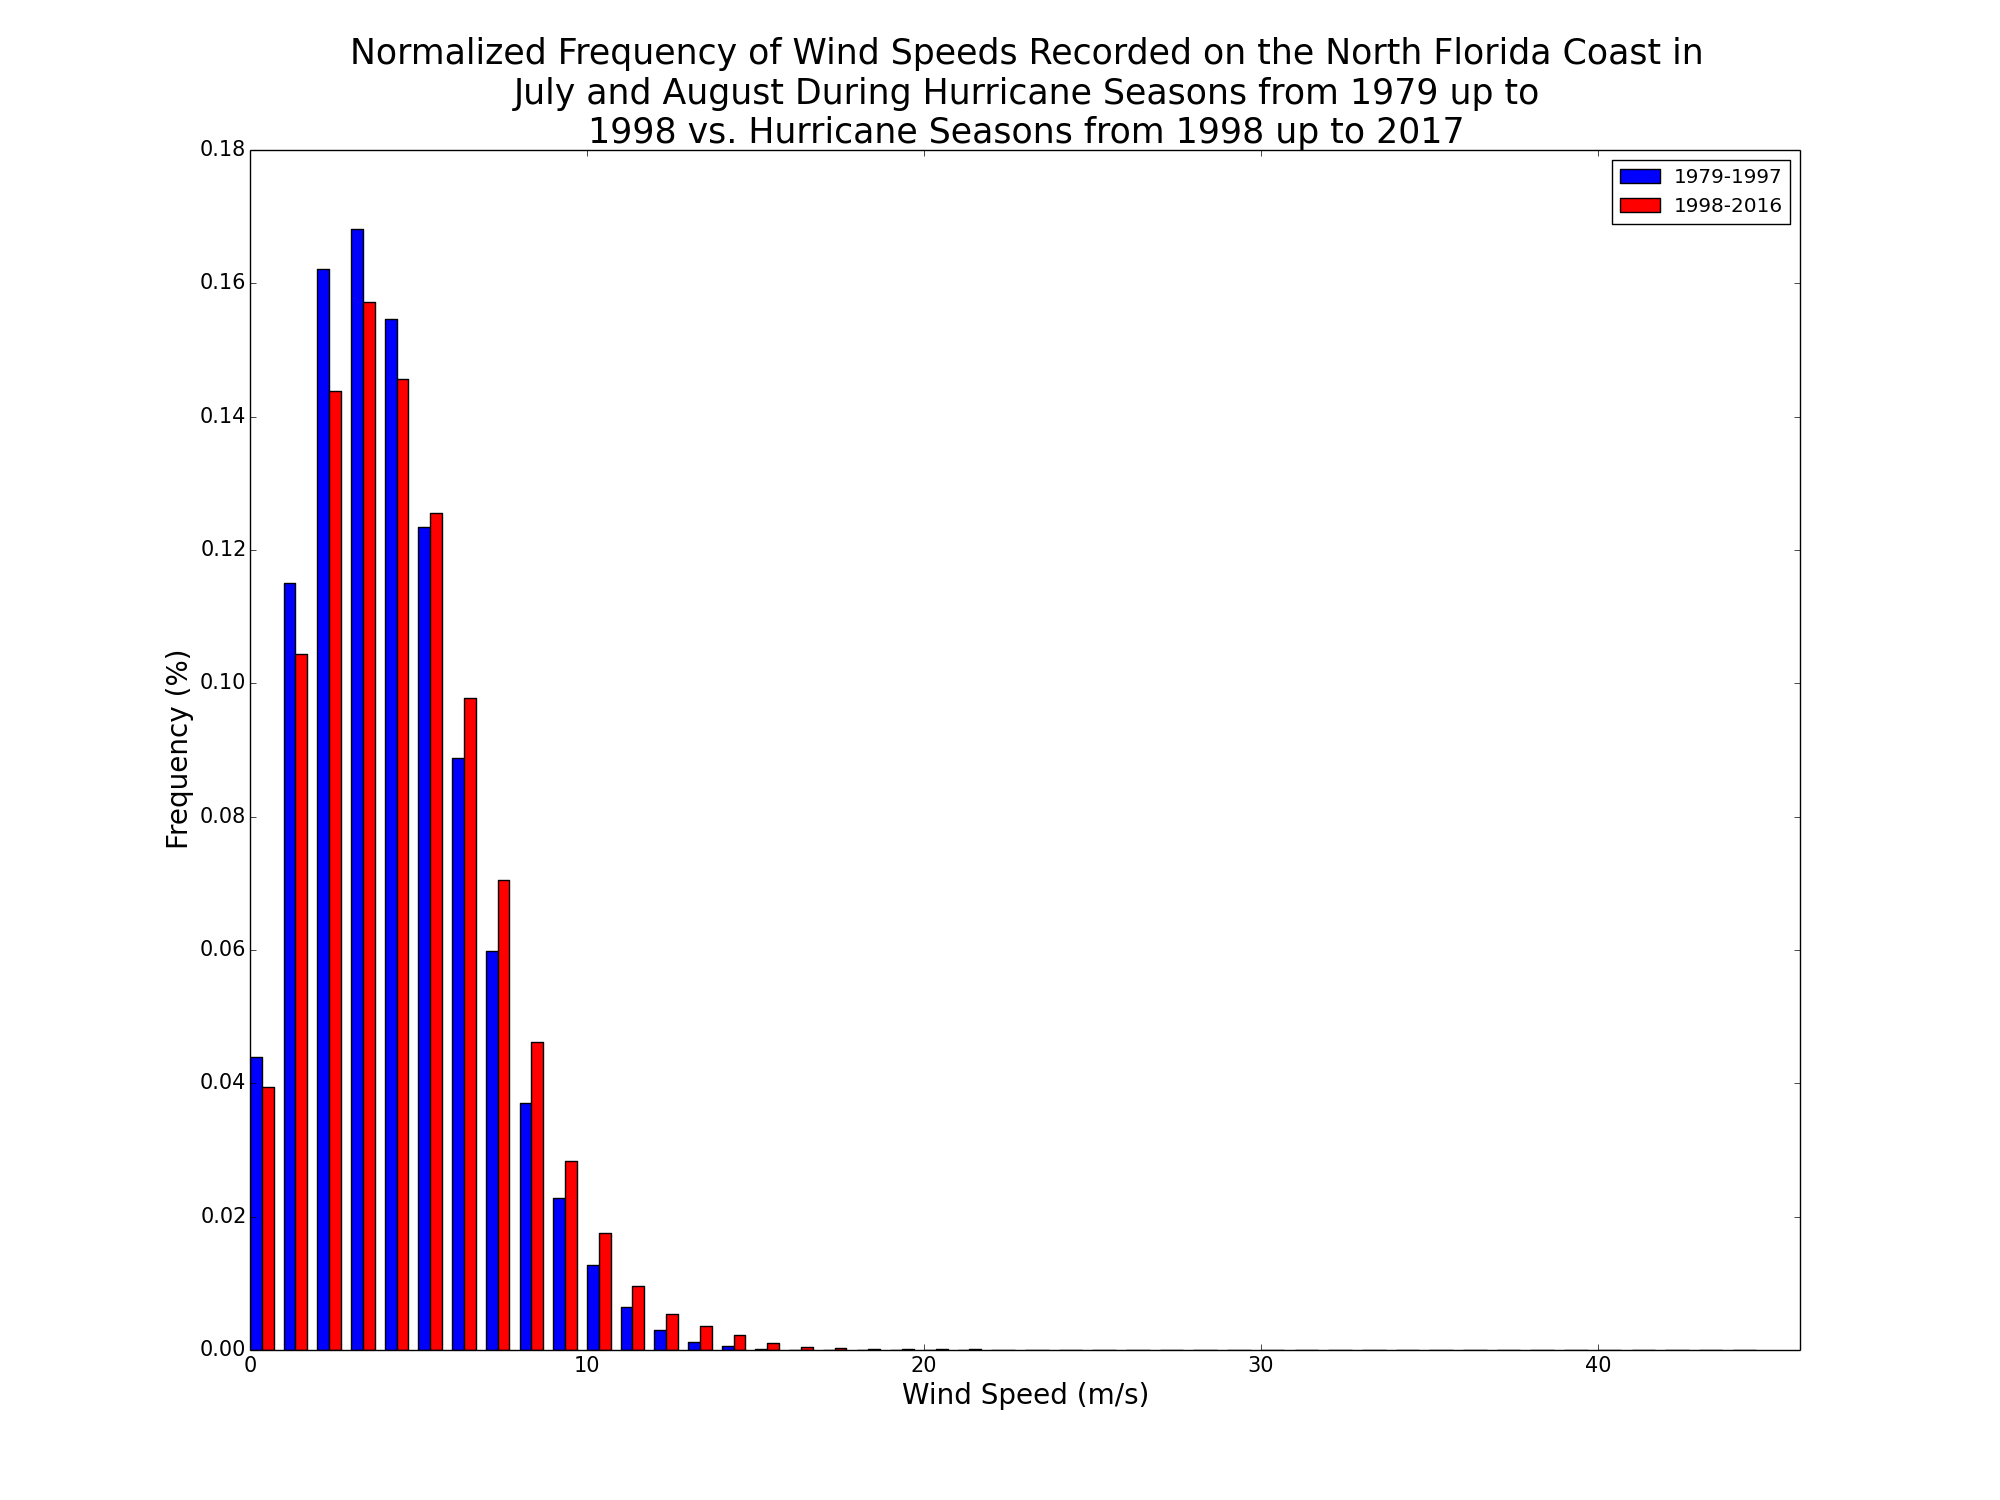 Normalized Frequency of Wind Speeds Recorded on the North Florida Coast in
July and August During Hurricane Seasons from 1979 up to
1998 vs. Hurricane Seasons from 1998 up to 2017
1979-1997
1998-2016
0.18
0.16
0.14
0.12
0.10
0.08
0.06
0.04
0.02
0.00
Frequency (%)
0 10 20 30 40
Wind Speed (m/s)